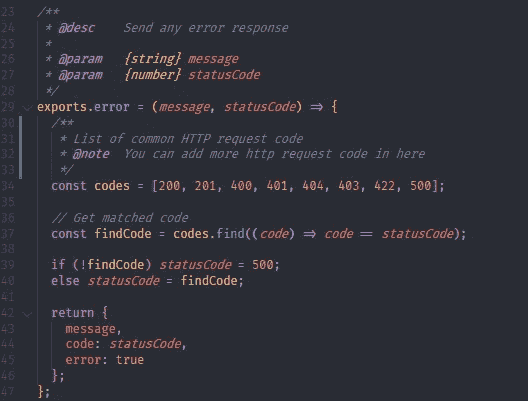 23 /**
24 * @desc Send any error response
25 *
26 * @param {string} message
27 * @param {number} statusCode
28 */
29 exports.error = (message, statusCode) => {
30 /**
31 * List of common HTTP request code
32 * @note You can add more http request code in here
33 */
34 const codes = [200, 201, 400, 401, 404, 403, 422, 500];
35
36 // Get matched code
37 const findCode = codes.find((code) => code == statusCode);
38
39 if (!findCode) statusCode = 500;
40 else statusCode = findCode;
41
42 return {
43 message,
44 code: statusCode,
45 error: true
46 };
47 };